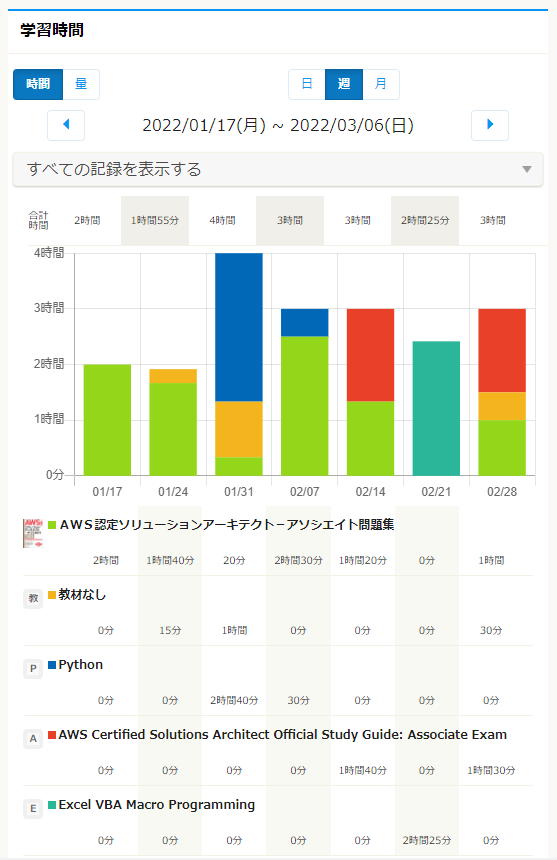 学習時間
時間 量 日 週 月
2022/01/17(月) ~ 2022/03/06(日)
すべての記録を表示する
合計
時間
2時間 1時間55分 4時間 3時間 3時間 2時間25分 3時間
4時間
3時間
2時間
1時間
0分
01/17 01/24 01/31 02/07 02/14 02/21 02/28
AWS
AWS認定ソリューションアーキテクト－アソシエイト問題集
2時間 1時間40分 20分 2時間30分 1時間20分 0分 1時間
教 教材なし
0分 15分 1時間 0分 0分 0分 30分
P Python
0分 0分 2時間40分 30分 0分 0分 0分
A AWS Certified Solutions Architect Official Study Guide: Associate Exam
0分 0分 0分 0分 1時間40分 0分 1時間30分
E Excel VBA Macro Programming
0分 0分 0分 0分 0分 2時間25分 0分